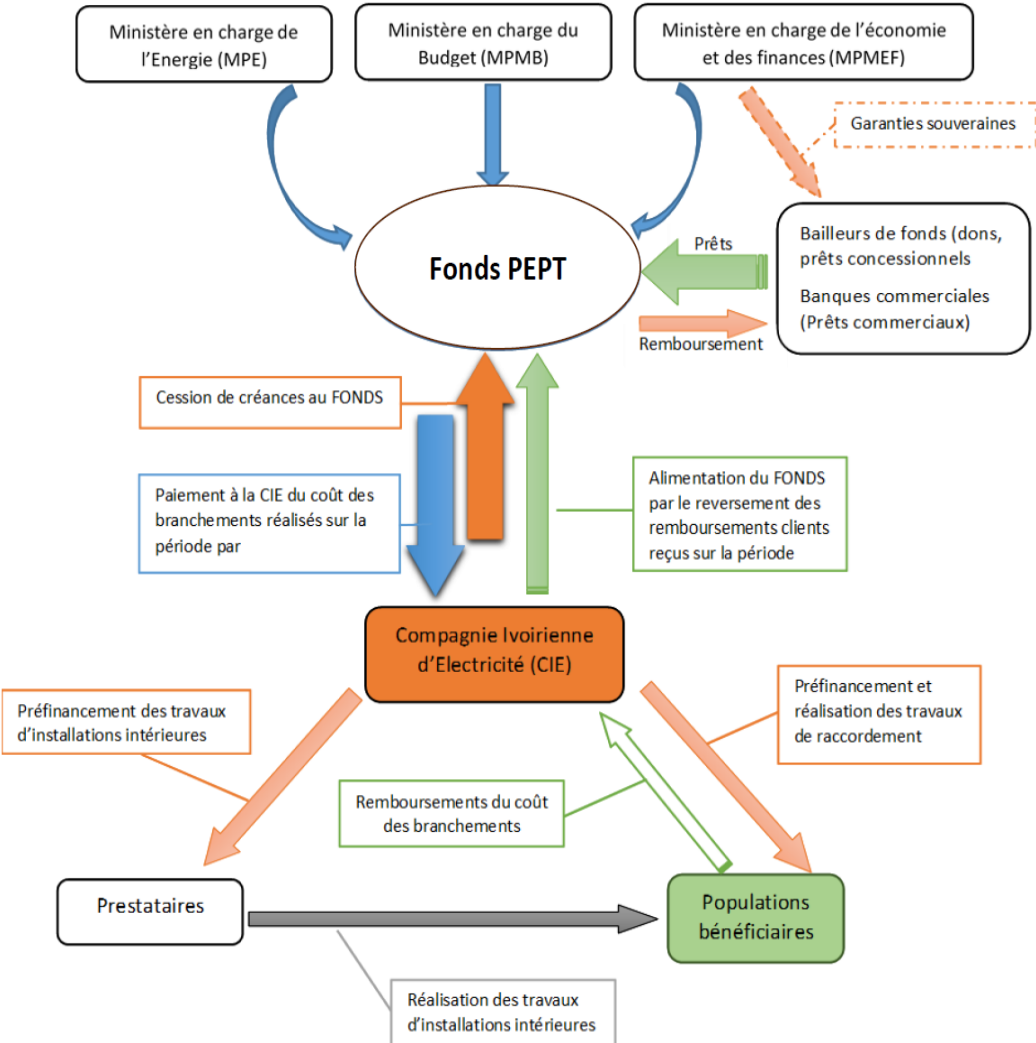 Ministère en charge de
l’Energie (MPE)
Ministère en charge du
Budget (MPMB)
Ministère en charge de l’économie
et des finances (MPMEF)
Garanties souveraines
Bailleurs de fonds (dons,
prêts concessionnels
Banques commerciales
(Prêts commerciaux)
Prêts
Fonds PEPT
Remboursement
Cession de créances au FONDS
Paiement à la CIE du coût des
branchements réalisés sur la
période par
Alimentation du FONDS
par le reversement des
remboursements clients
reçus sur la période
Compagnie Ivoirienne
d’Electricité (CIE)
Préfinancement des travaux
d’installations intérieures
Préfinancement et
réalisation des travaux
de raccordement
Remboursements du coût
des branchements
Prestataires
Populations
bénéficiaires
Réalisation des travaux
d’installations intérieures